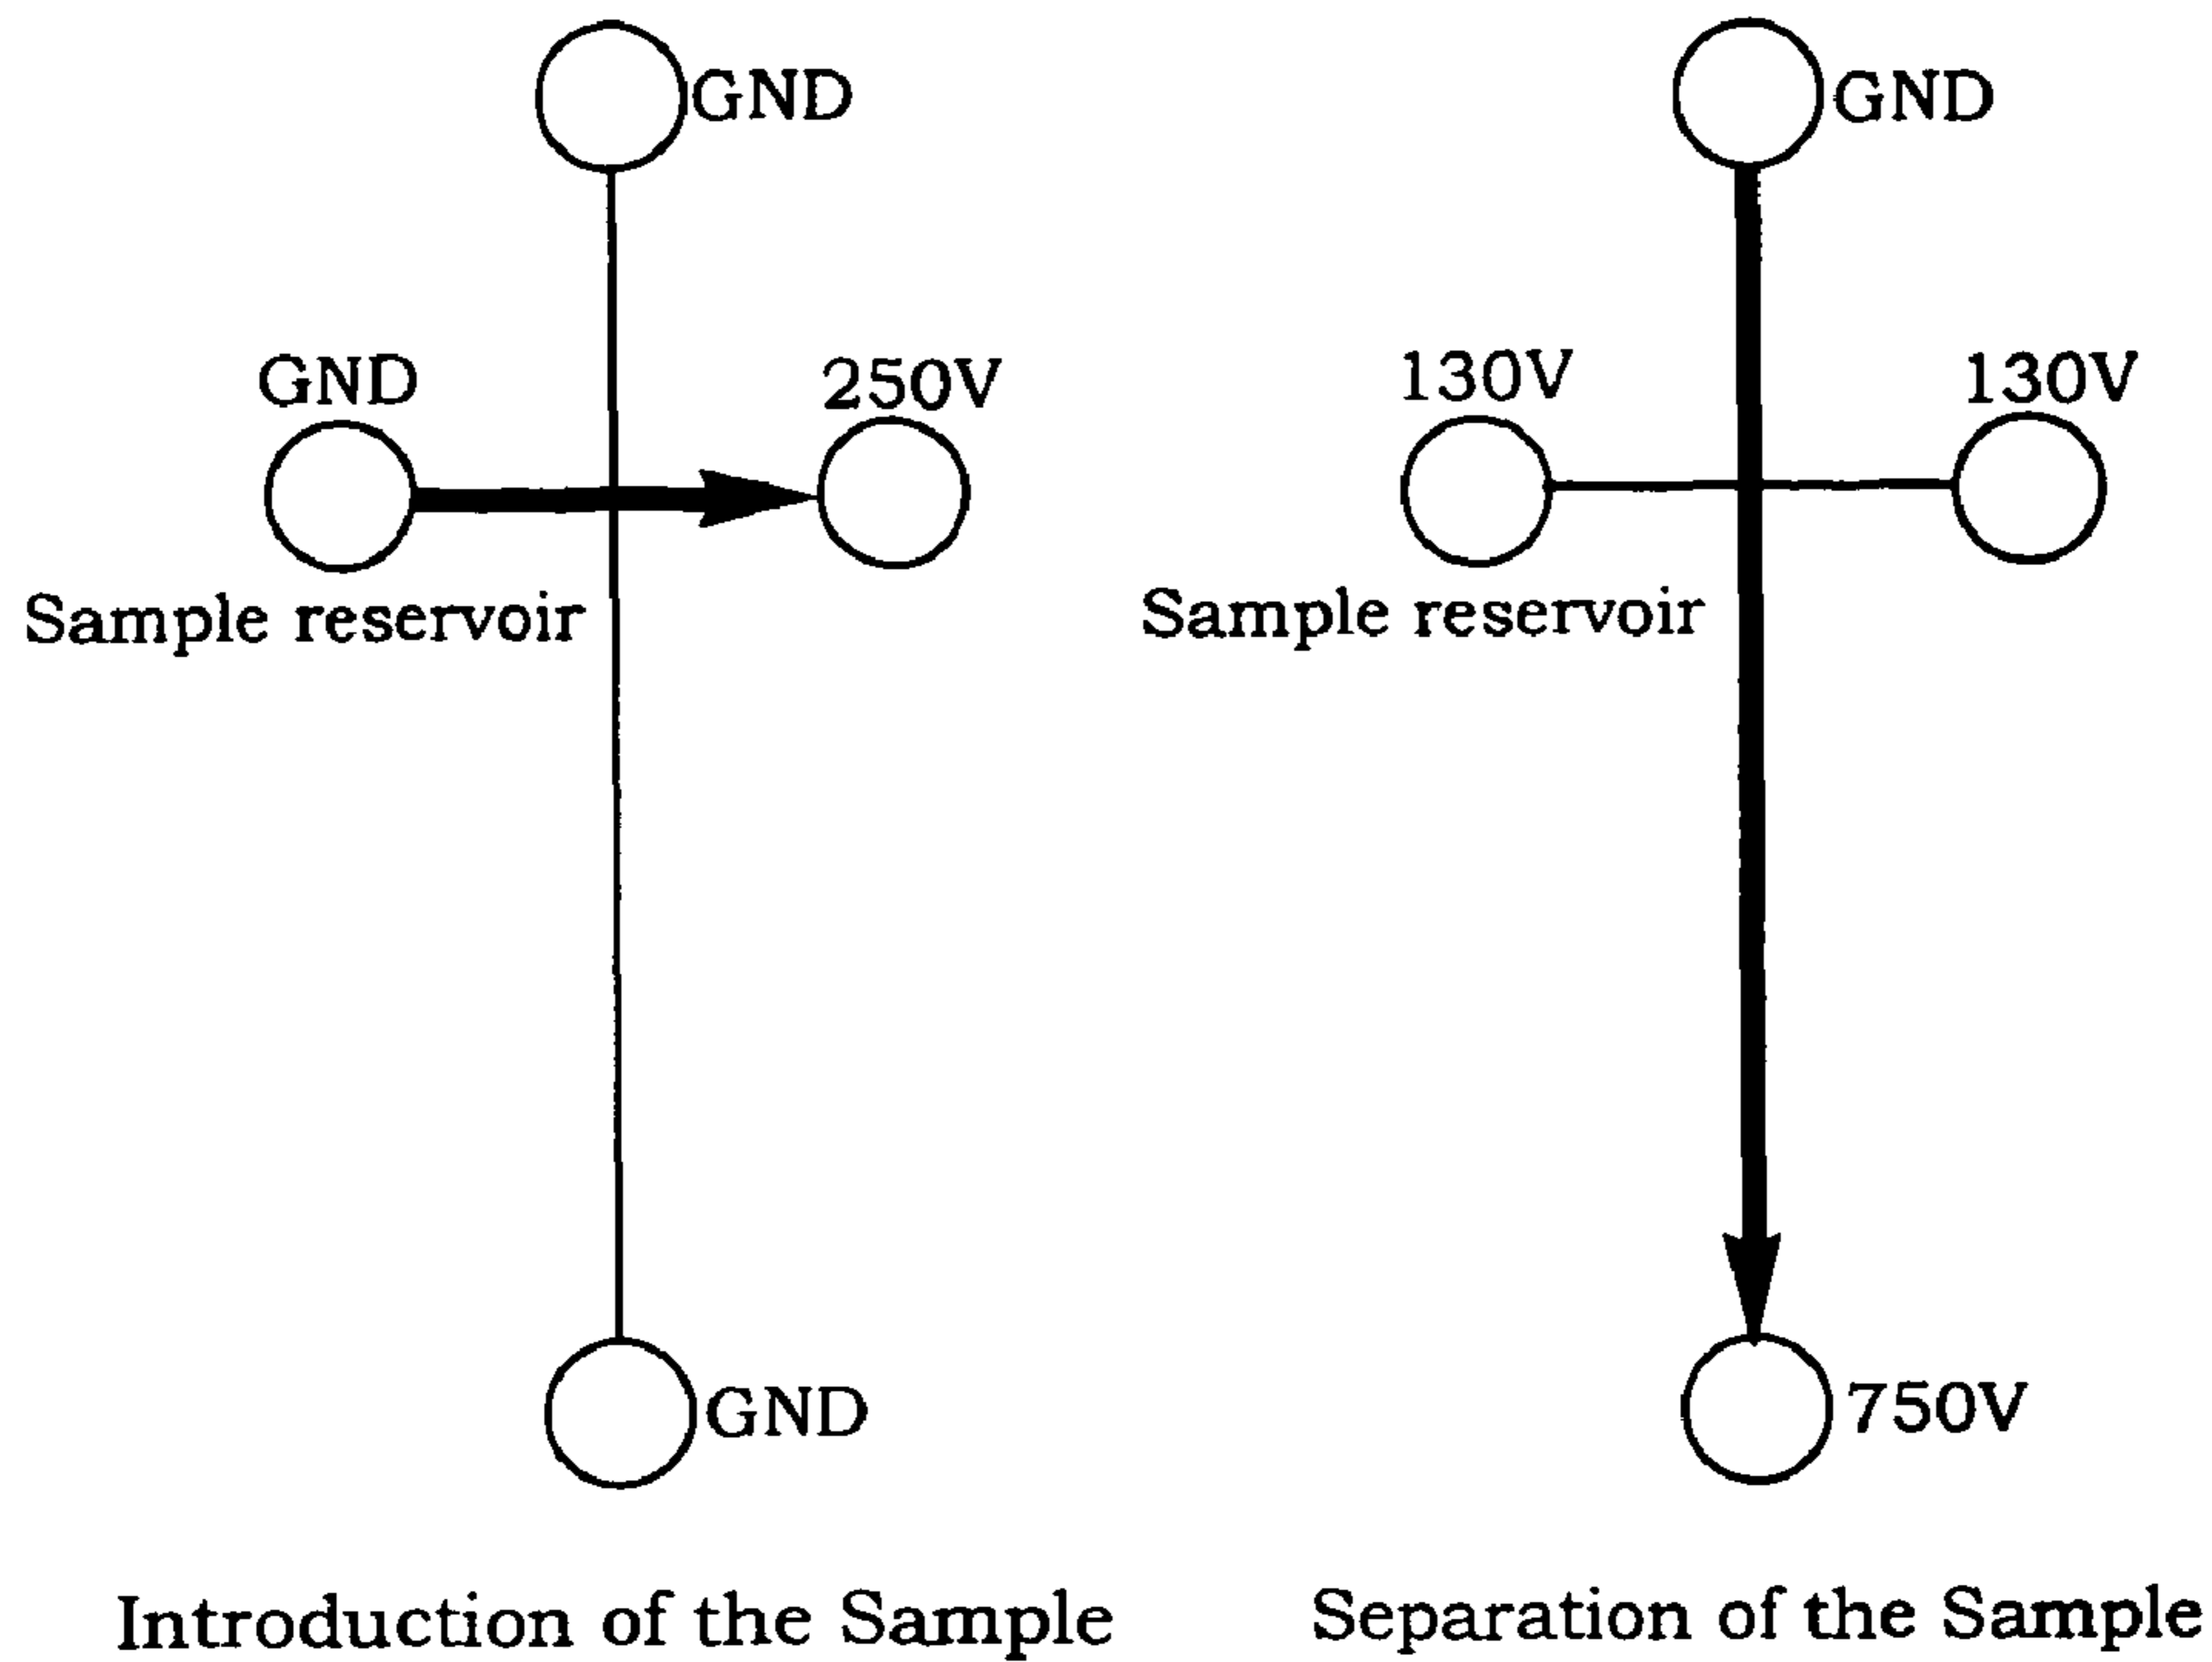 GND
GND
250V
Sample reservoir
GND
Introduction of the Sample
GND
130V
130V
Sample reservoir
750V
Separation of the Sample